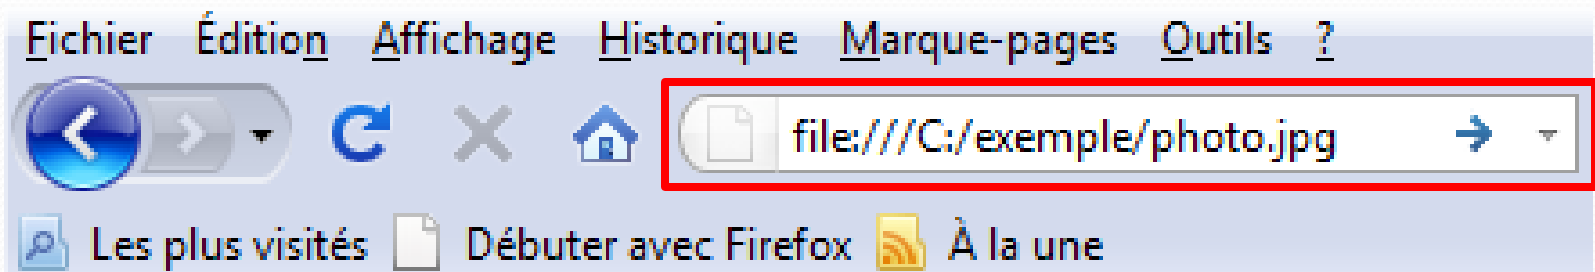 Fichier Édition Affichage Historique Marque-pages Outils ?
file:///C:/exemple/photo.jpg
Les plus visités Débuter avec Firefox À la une